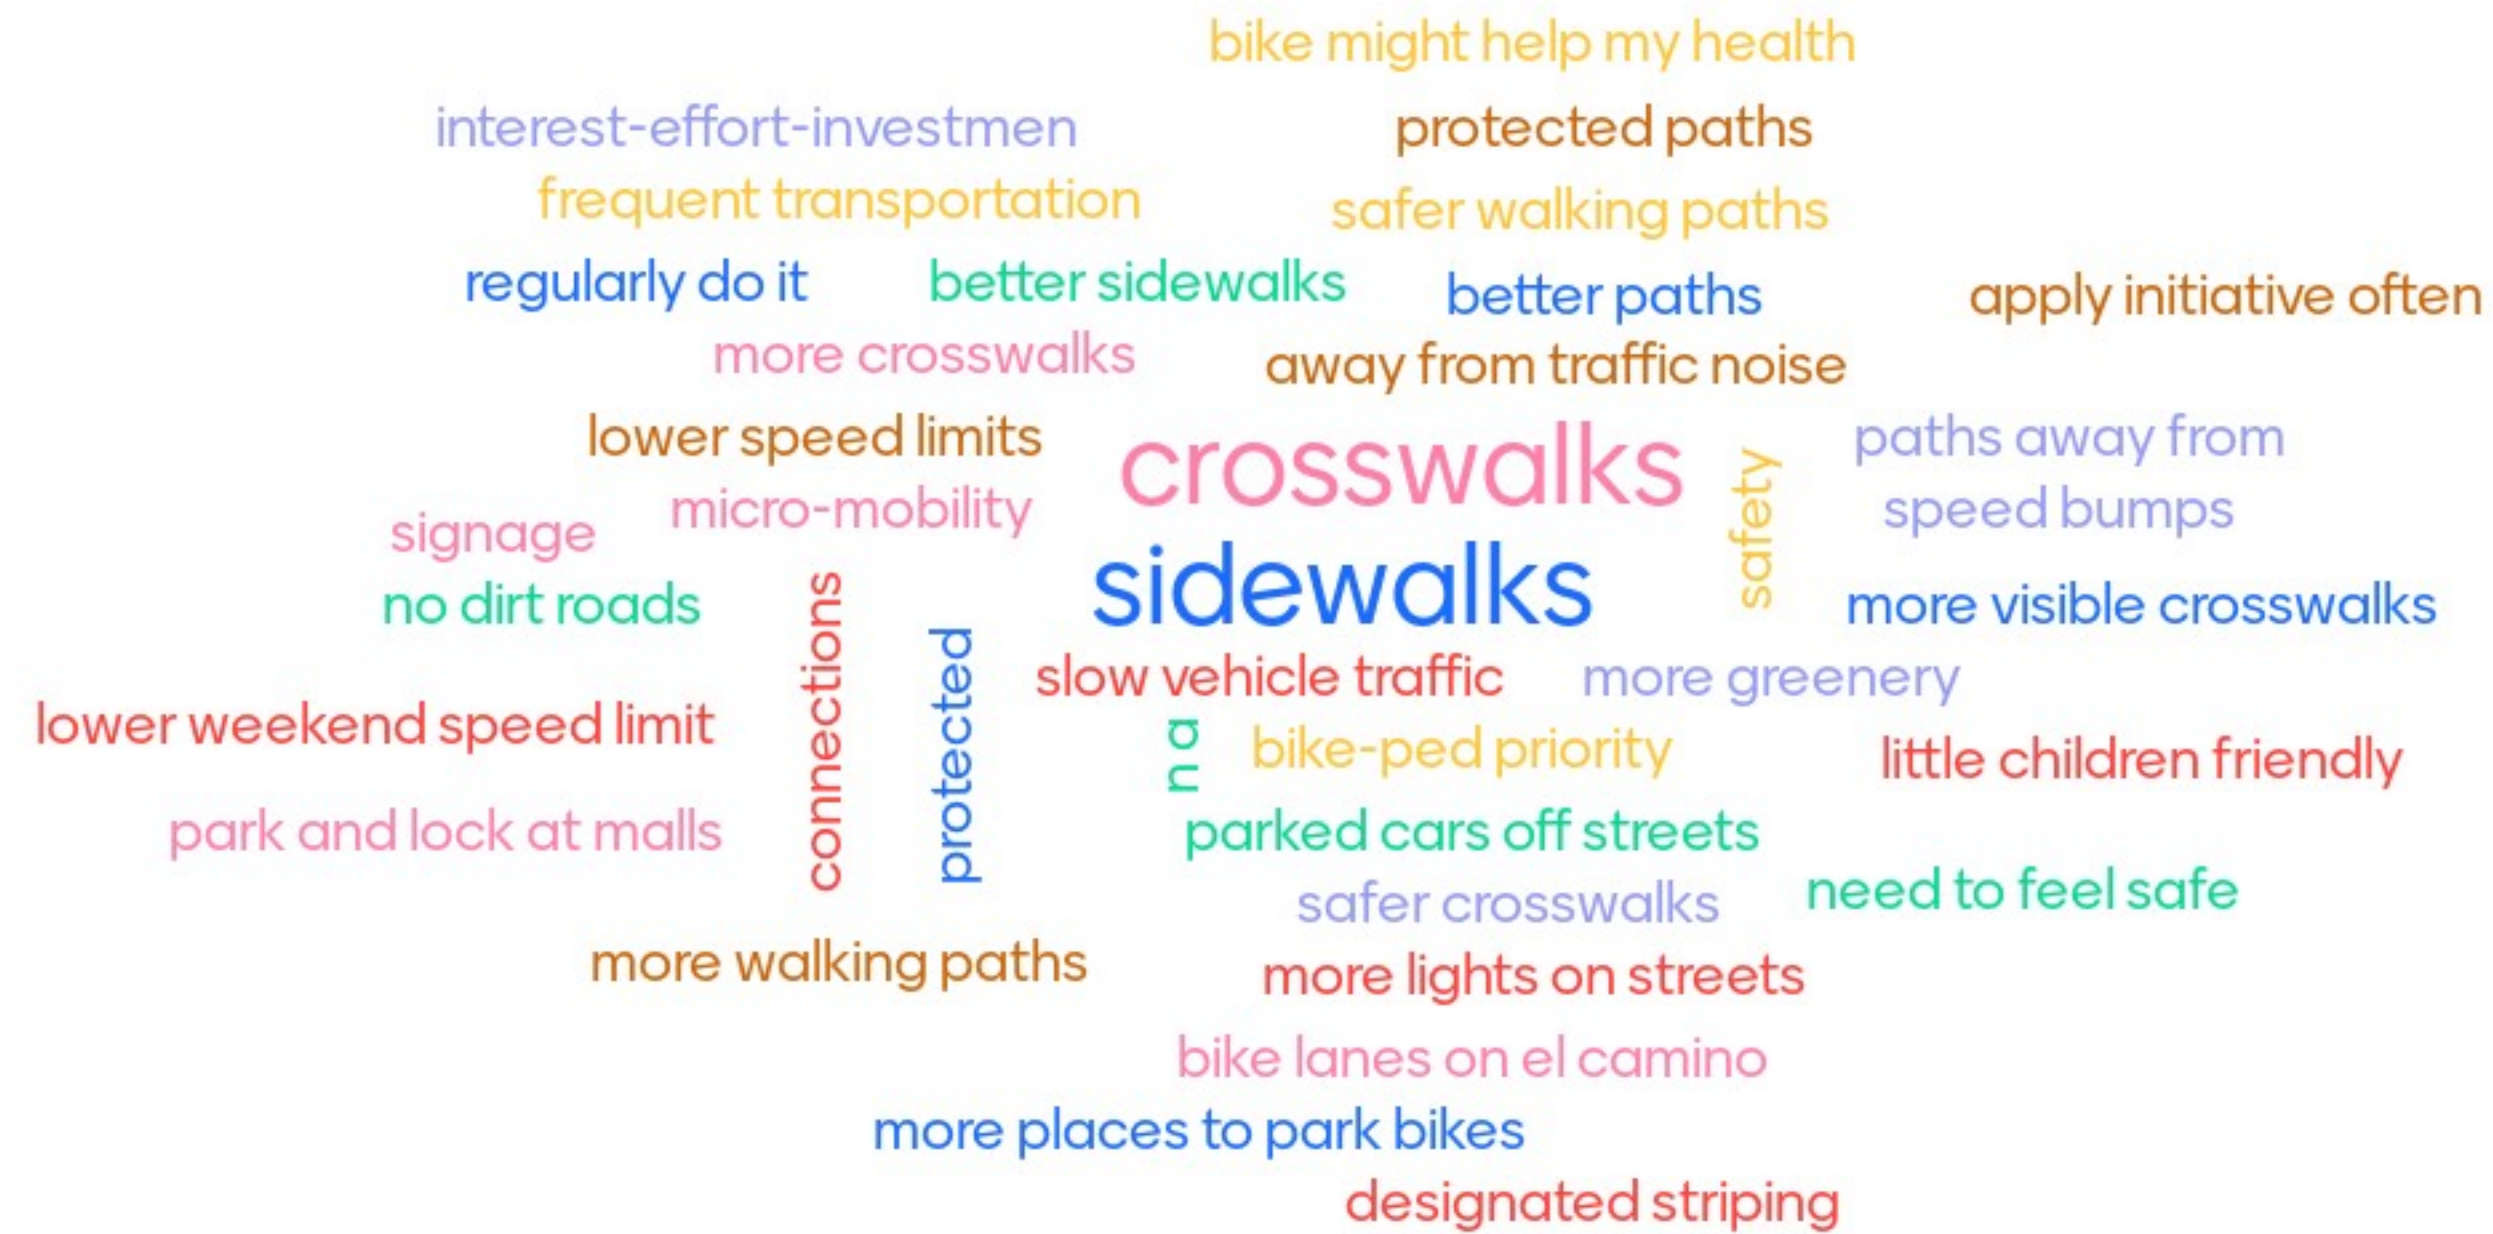 bike might help my health
interest-effort-investmen
protected paths
frequent transportation
safer walking paths
regularly do it
better sidewalks
better paths
apply initiative often
more crosswalks
away from traffic noise
lower speed limits
crosswalks
paths away from
safety
micro-mobility
speed bumps
signage
sidewalks
no dirt roads
more visible crosswalks
connections
protected
slow vehicle traffic
more greenery
lower weekend speed limit
n a
bike-ped priority
little children friendly
park and lock at malls
parked cars off streets
safer crosswalks
need to feel safe
more walking paths
more lights on streets
bike lanes on el camino
more places to park bikes
designated striping